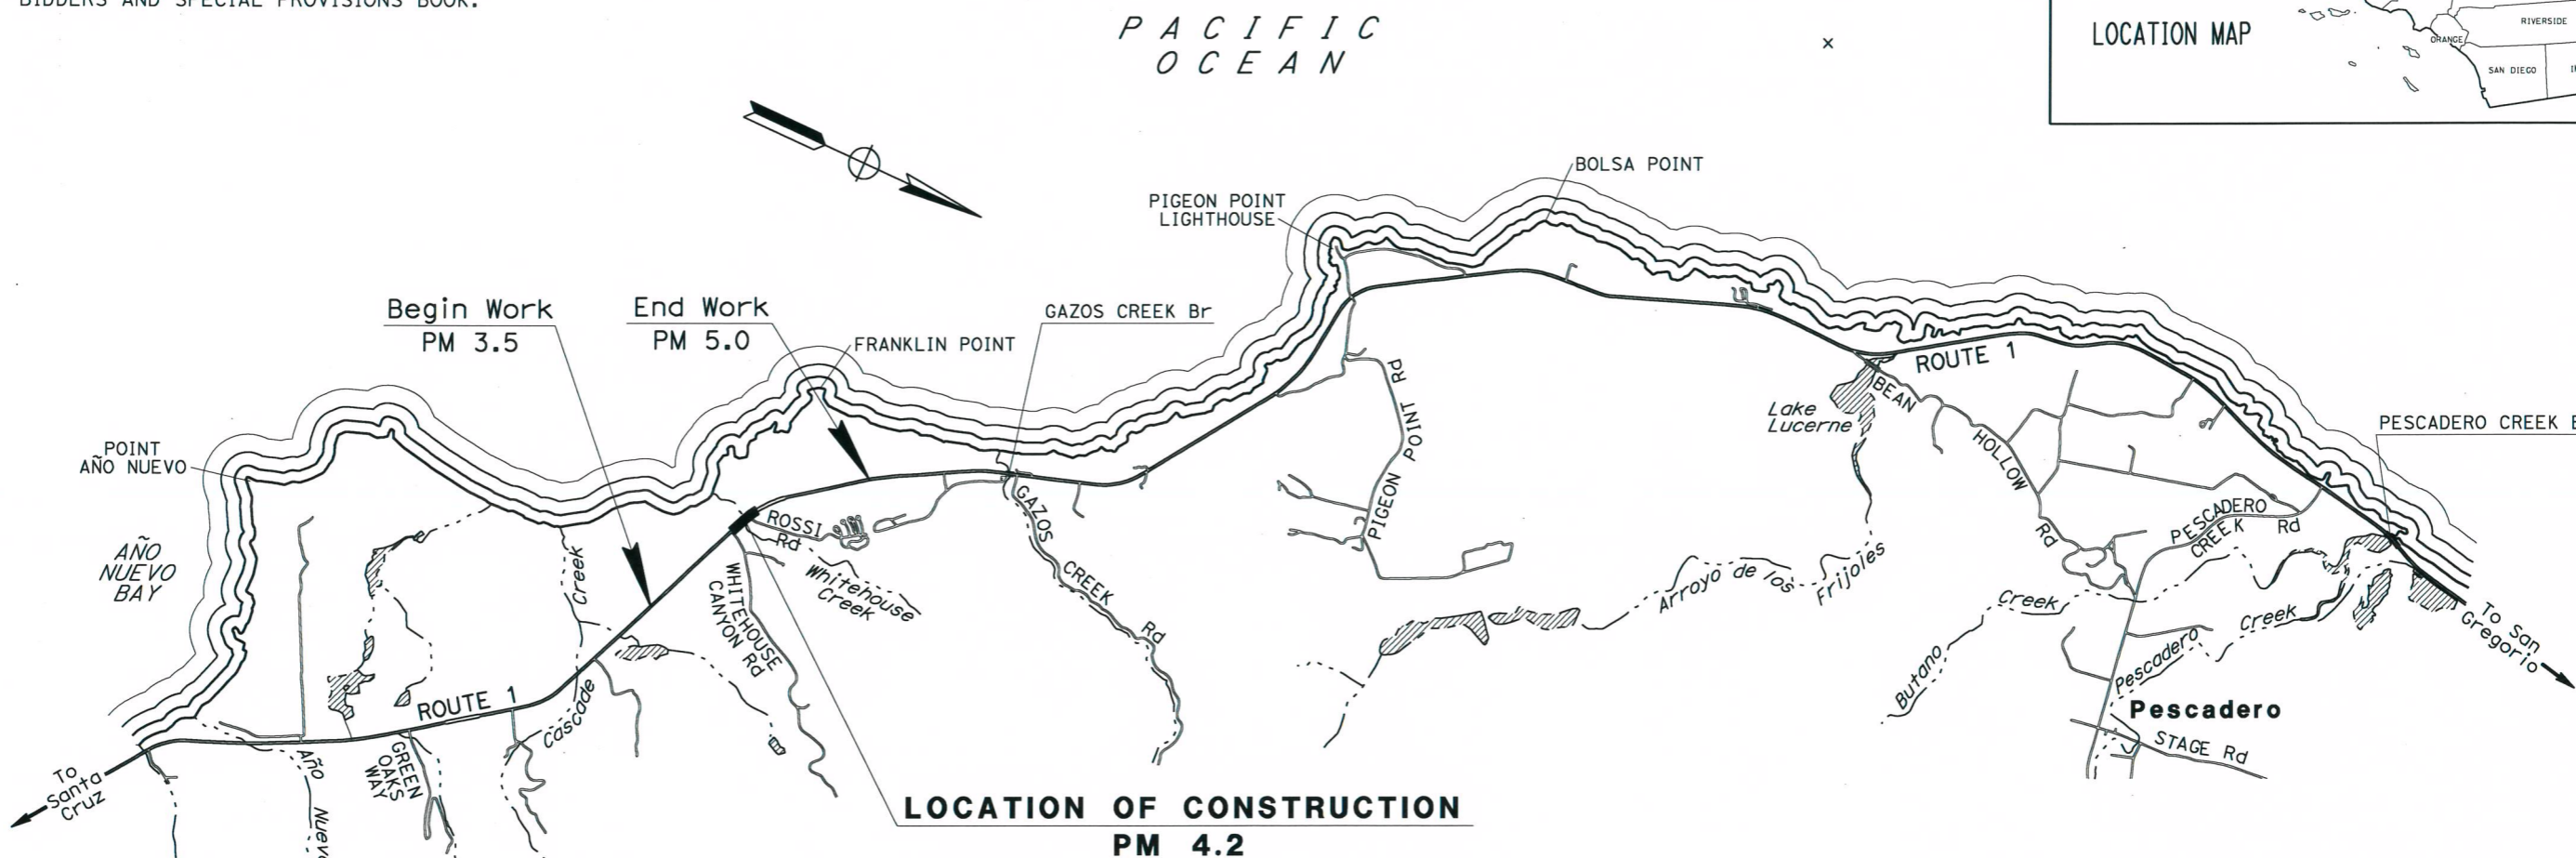 BIDDERS AND SPECIAL PROVISIONS BOOK.
PACIFIC
OCEAN
LOCATION MAP
RIVERSIDE
ORANGE
SAN DIEGO
BOLSA POINT
PIGEON POINT
LIGHTHOUSE
Begin Work
PM 3.5
End Work
PM 5.0
GAZOS CREEK Br
FRANKLIN POINT
POINT
AÑO NUEVO
AÑO
NUEVO
BAY
ROUTE 1
Lake
Lucerne
BEAN
HOLLOW
Rd
PIGEON POINT Rd
PESCADERO CREEK
PESCADERO
CREEK Rd
ROSSI
Rd
Whitehouse
Creek
WHITEHOUSE
CANYON Rd
GAZOS
CREEK
Rd
Creek
Cascade
Arroyo de los Frijoles
Butano
Creek
Pescadero
Creek
To San
Gregorio
Pescadero
STAGE Rd
ROUTE 1
GREEN
OAKS
WAY
Año
Nuevo
To
Santa
Cruz
LOCATION OF CONSTRUCTION
PM 4.2